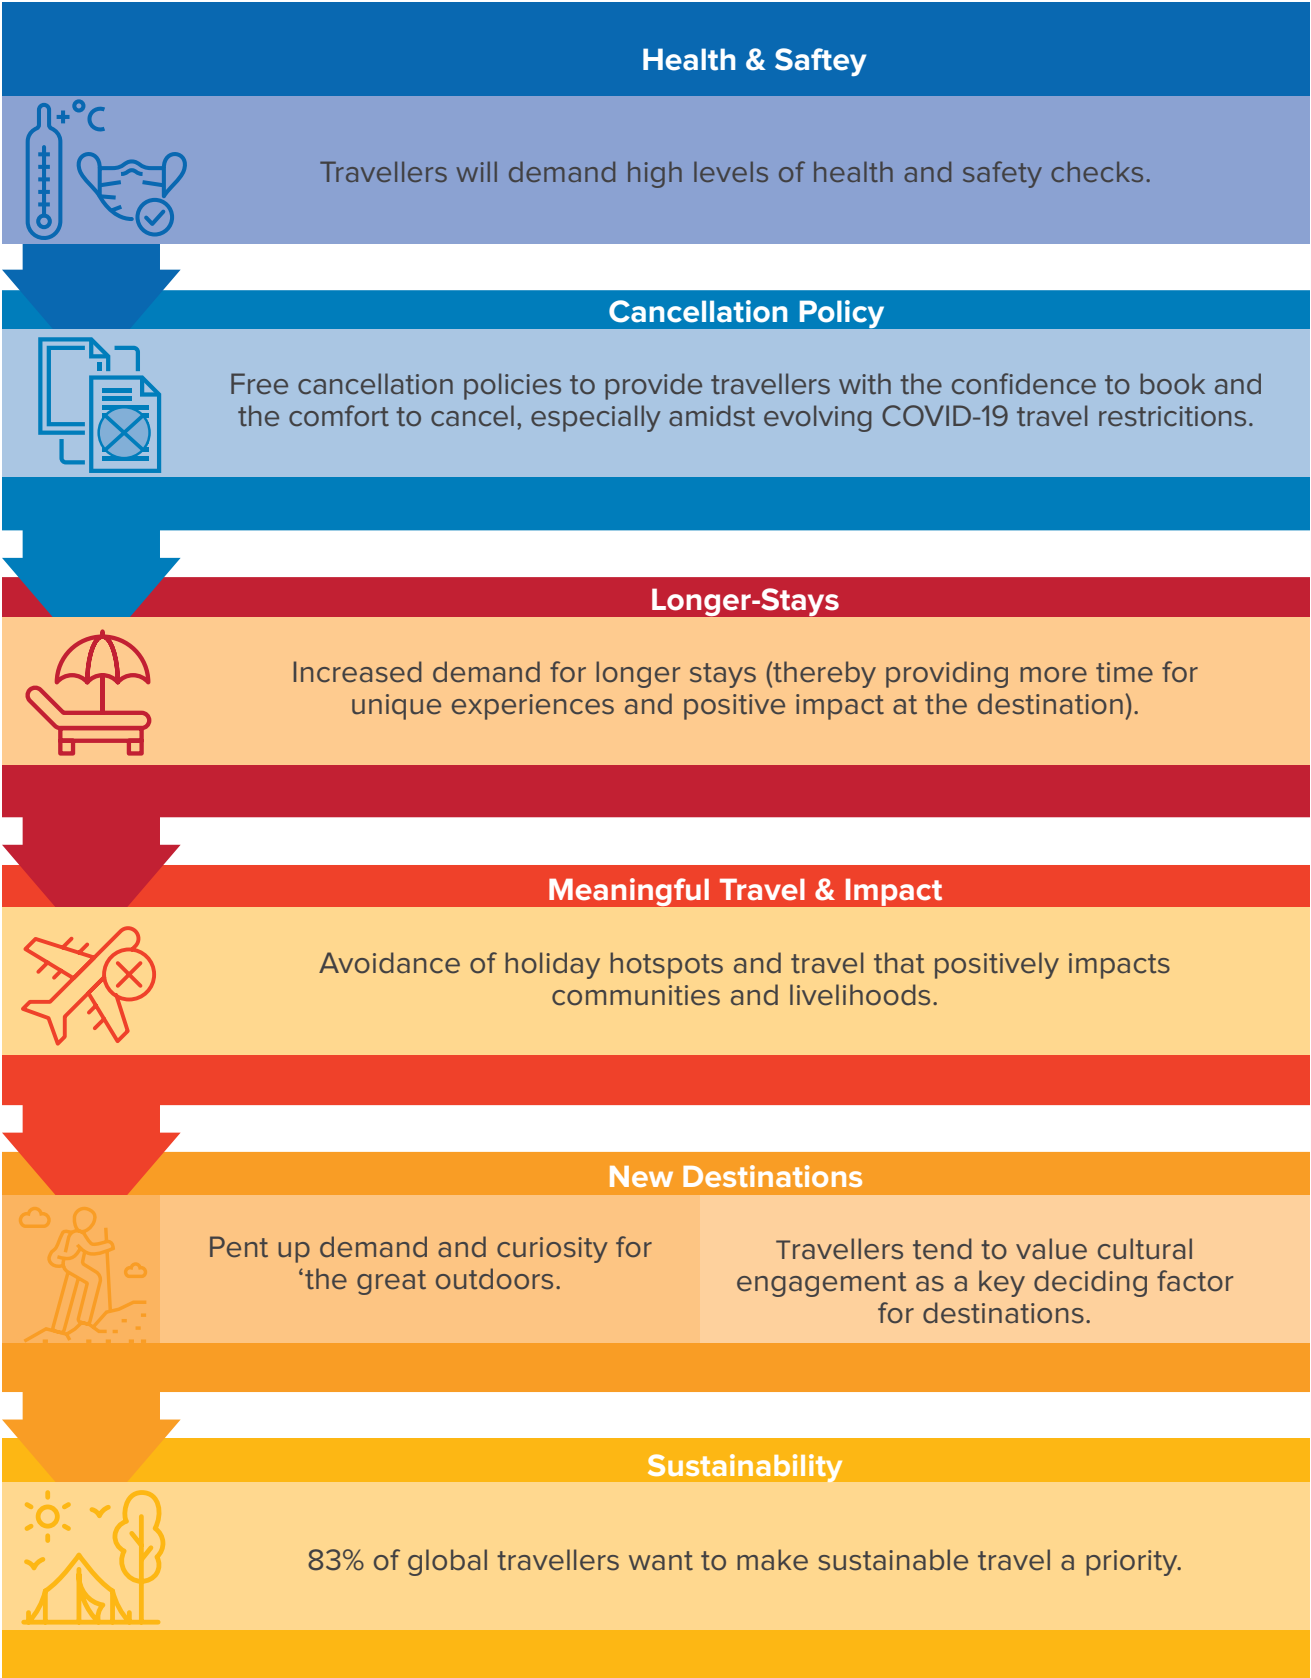 Health & Saftey
+°C
Travellers will demand high levels of health and safety checks.
Cancellation Policy
Free cancellation policies to provide travellers with the confidence to book and
the comfort to cancel, especially amidst evolving COVID-19 travel restricitions.
Longer-Stays
Increased demand for longer stays (thereby providing more time for
unique experiences and positive impact at the destination).
Meaningful Travel & Impact
Avoidance of holiday hotspots and travel that positively impacts
communities and livelihoods.
New Destinations
Pent up demand and curiosity for
‘the great outdoors.
Travellers tend to value cultural
engagement as a key deciding factor
for destinations.
Sustainability
83% of global travellers want to make sustainable travel a priority.